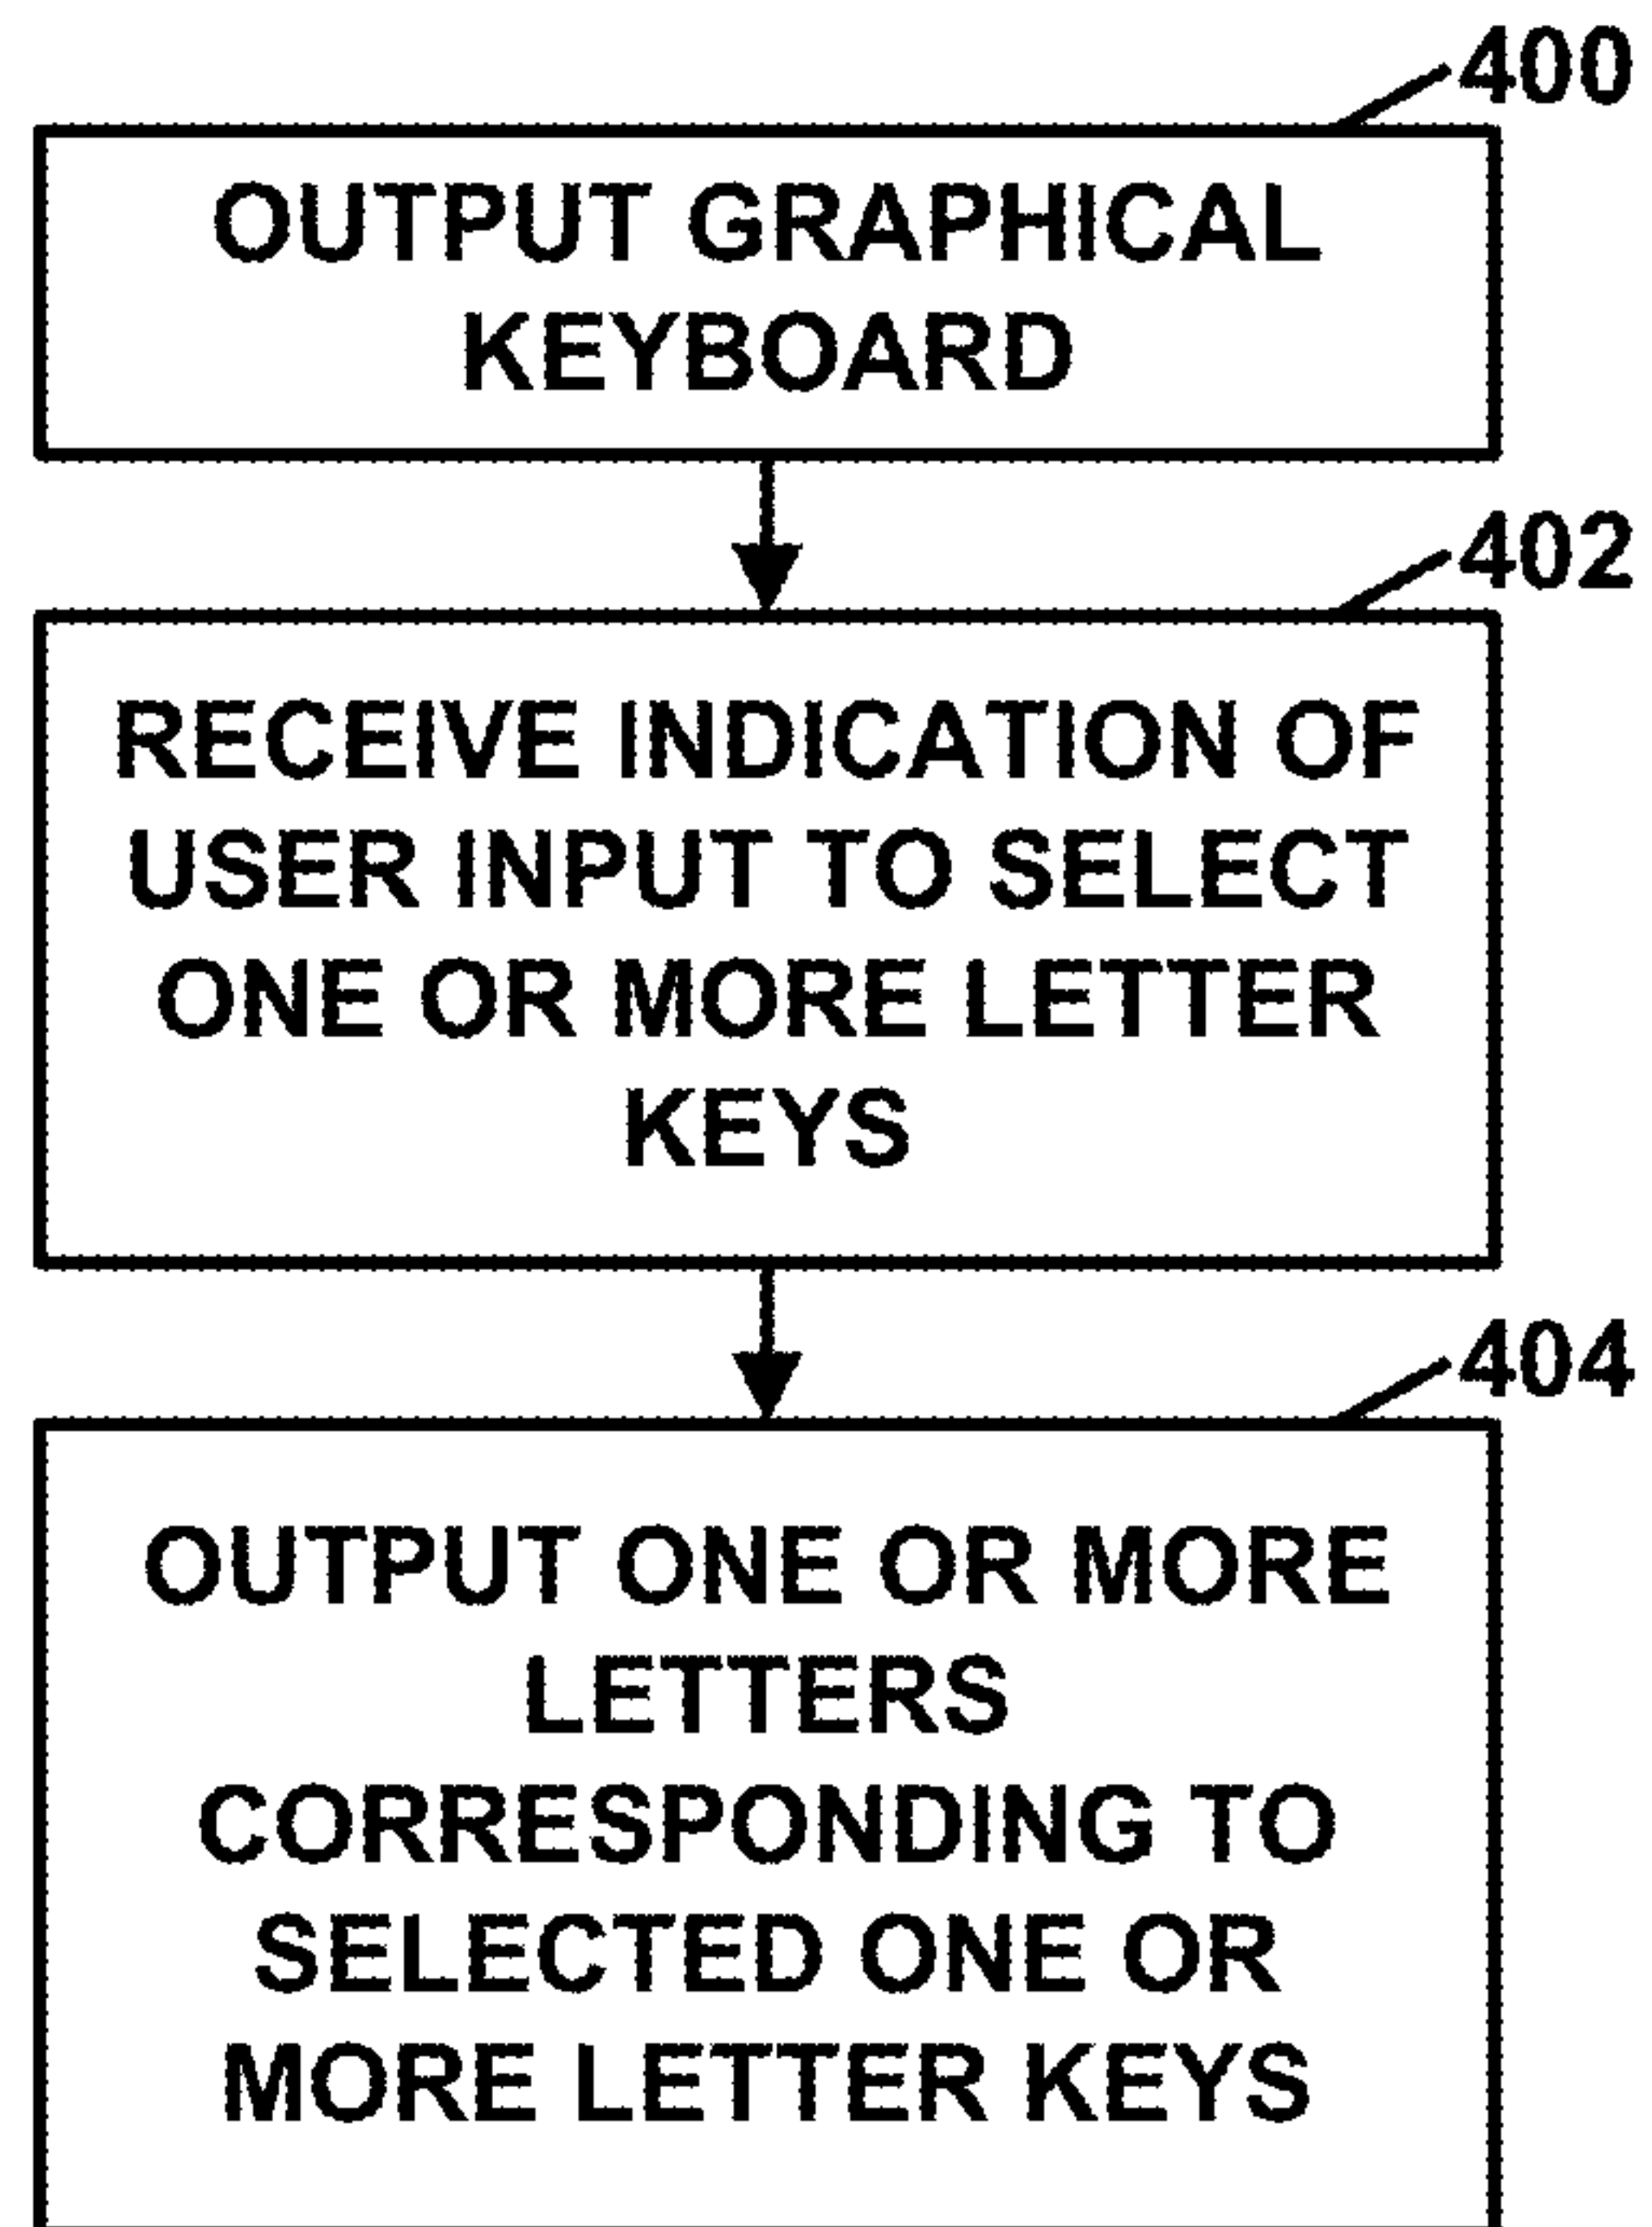 400
OUTPUT GRAPHICAL
KEYBOARD
402
RECEIVE INDICATION OF
USER INPUT TO SELECT
ONE OR MORE LETTER
KEYS
404
OUTPUT ONE OR MORE
LETTERS
CORRESPONDING TO
SELECTED ONE OR
MORE LETTER KEYS